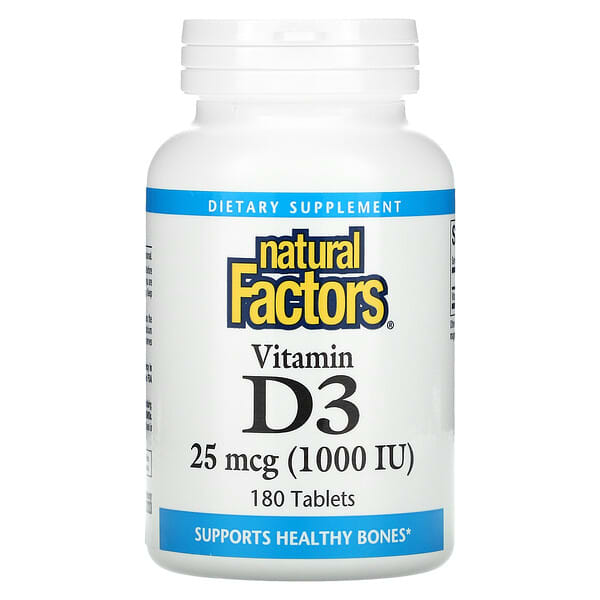 DIETARY SUPPLEMENT
natural
Factors®
Vitamin
D3
25 mcg (1000 IU)
180 Tablets
SUPPORTS HEALTHY BONES*